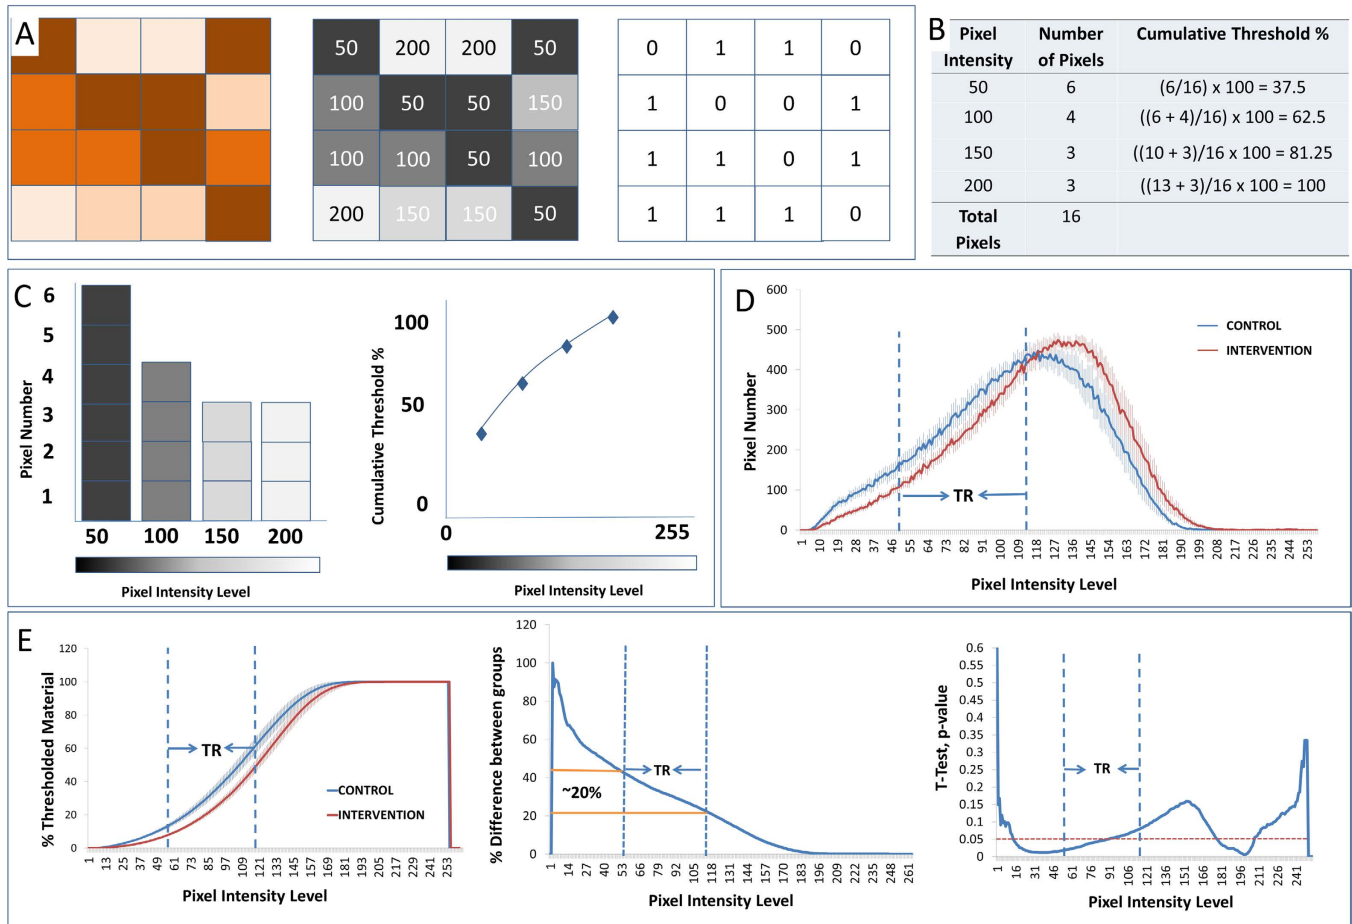 A
50 200 200 50
100 50 50 150
100 100 50 100
200 150 150 50
0 1 1 0
1 0 0 1
1 1 0 1
1 1 1 0
B
Pixel Intensity Number of Pixels Cumulative Threshold %
50 6 (6/16) x 100 = 37.5
100 4 ((6 + 4)/16) x 100 = 62.5
150 3 ((10 + 3)/16 x 100 = 81.25
200 3 ((13 + 3)/16 x 100 = 100
Total Pixels 16
C
Pixel Number
6
5
4
3
2
1
50 100 150 200
Pixel Intensity Level
Cumulative Threshold %
100
50
0
0 255
Pixel Intensity Level
D
Pixel Number
600
500
400
300
200
100
0
CONTROL
INTERVENTION
TR
1 10 19 28 37 46 55 64 73 82 91 100 109 118 127 136 145 154 163 172 181 190 199 208 217 226 235 244 253
Pixel Intensity Level
E
% Thresholded Material
120
100
80
60
40
20
0
TR
CONTROL
INTERVENTION
1 13 25 37 49 61 73 85 97 109 121 133 145 157 169 181 193 205 217 229 241 253
Pixel Intensity Level
% Difference between groups
120
100
80
60
40
20
0
TR
~20%
1 14 27 40 53 66 79 92 105 118 131 144 157 170 183 196 209 222 235 248 261
Pixel Intensity Level
T-Test, p-value
0.6
0.55
0.5
0.45
0.4
0.35
0.3
0.25
0.2
0.15
0.1
0.05
0
TR
1 16 31 46 61 76 91 106 121 136 151 166 181 196 211 226 241
Pixel Intensity Level